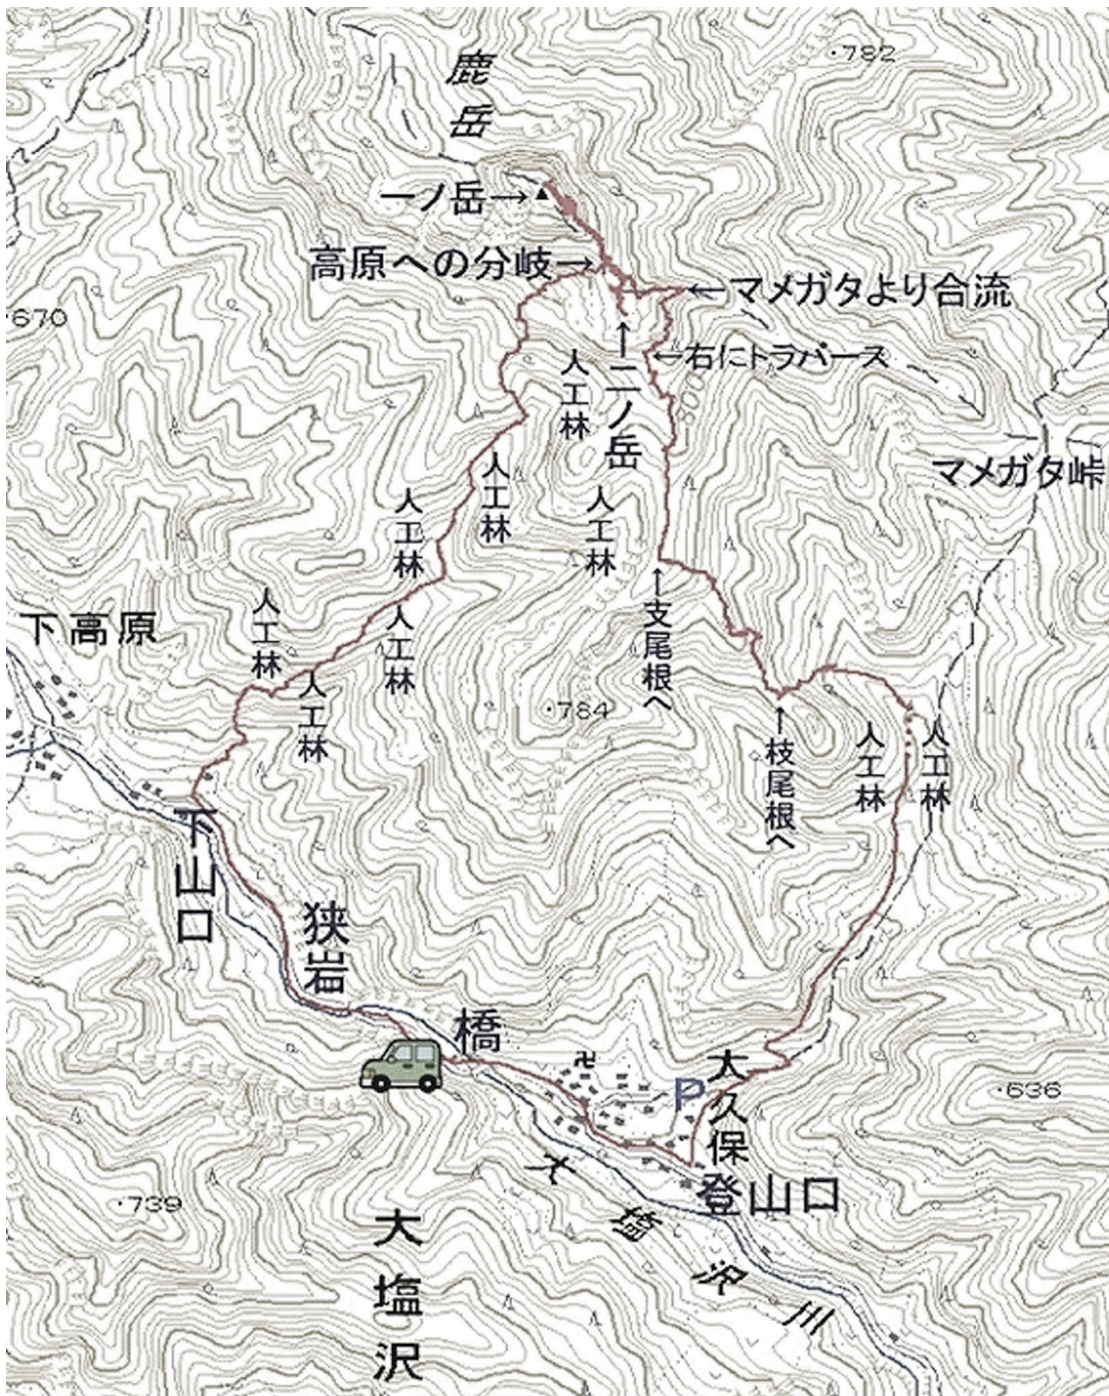 ・782
鹿岳
一ノ岳→
高原への分岐→
←マメガタより合流
670
←右にトラバース
↑二ノ岳
人工林
800
マメガタ峠
人工林
人工林
人工林
下高原
人工林
人工林
↑支尾根へ
人工林
・784
↑枝尾根へ
人工林
人工林
下山口
狭岩
橋
卍
P
大久保
登山口
・636
・739
大塩沢
大塩沢川